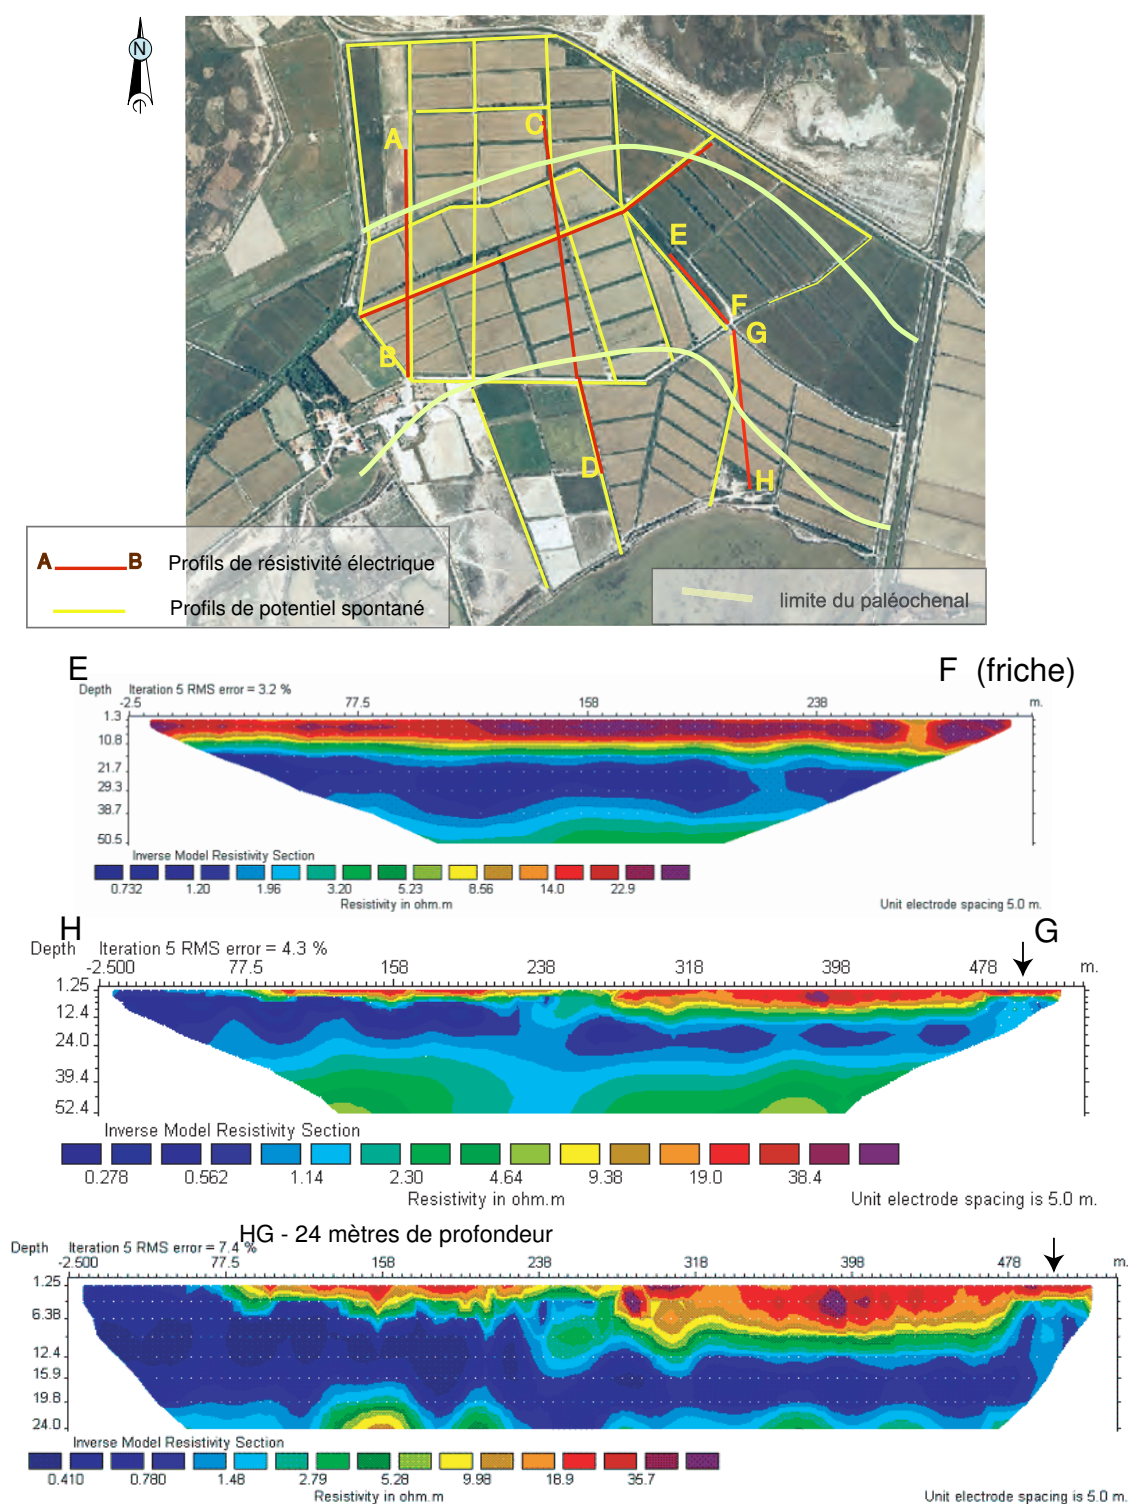 N
A
C
E
F
G
B
D
H
A B Profils de résistivité électrique
Profils de potentiel spontané
limite du paléochenal
E F (friche)
Depth Iteration 5 RMS error = 3.2 %
-2.5 77.5 158 238 m.
1.3
10.8
21.7
29.3
38.7
50.5
Inverse Model Resistivity Section
0.732 1.20 1.96 3.20 5.23 8.56 14.0 22.9
Resistivity in ohm.m Unit electrode spacing 5.0 m.
H G
Depth Iteration 5 RMS error = 4.3 %
-2.500 77.5 158 238 318 398 478 m.
1.25
12.4
24.0
39.4
52.4
Inverse Model Resistivity Section
0.278 0.562 1.14 2.30 4.64 9.38 19.0 38.4
Resistivity in ohm.m Unit electrode spacing is 5.0 m.
HG - 24 mètres de profondeur
Depth Iteration 5 RMS error = 7.4 %
-2.500 77.5 158 238 318 398 478 m.
1.25
6.38
12.4
15.9
19.8
24.0
Inverse Model Resistivity Section
0.410 0.780 1.48 2.79 5.28 9.98 18.9 35.7
Resistivity in ohm.m Unit electrode spacing is 5.0 m.